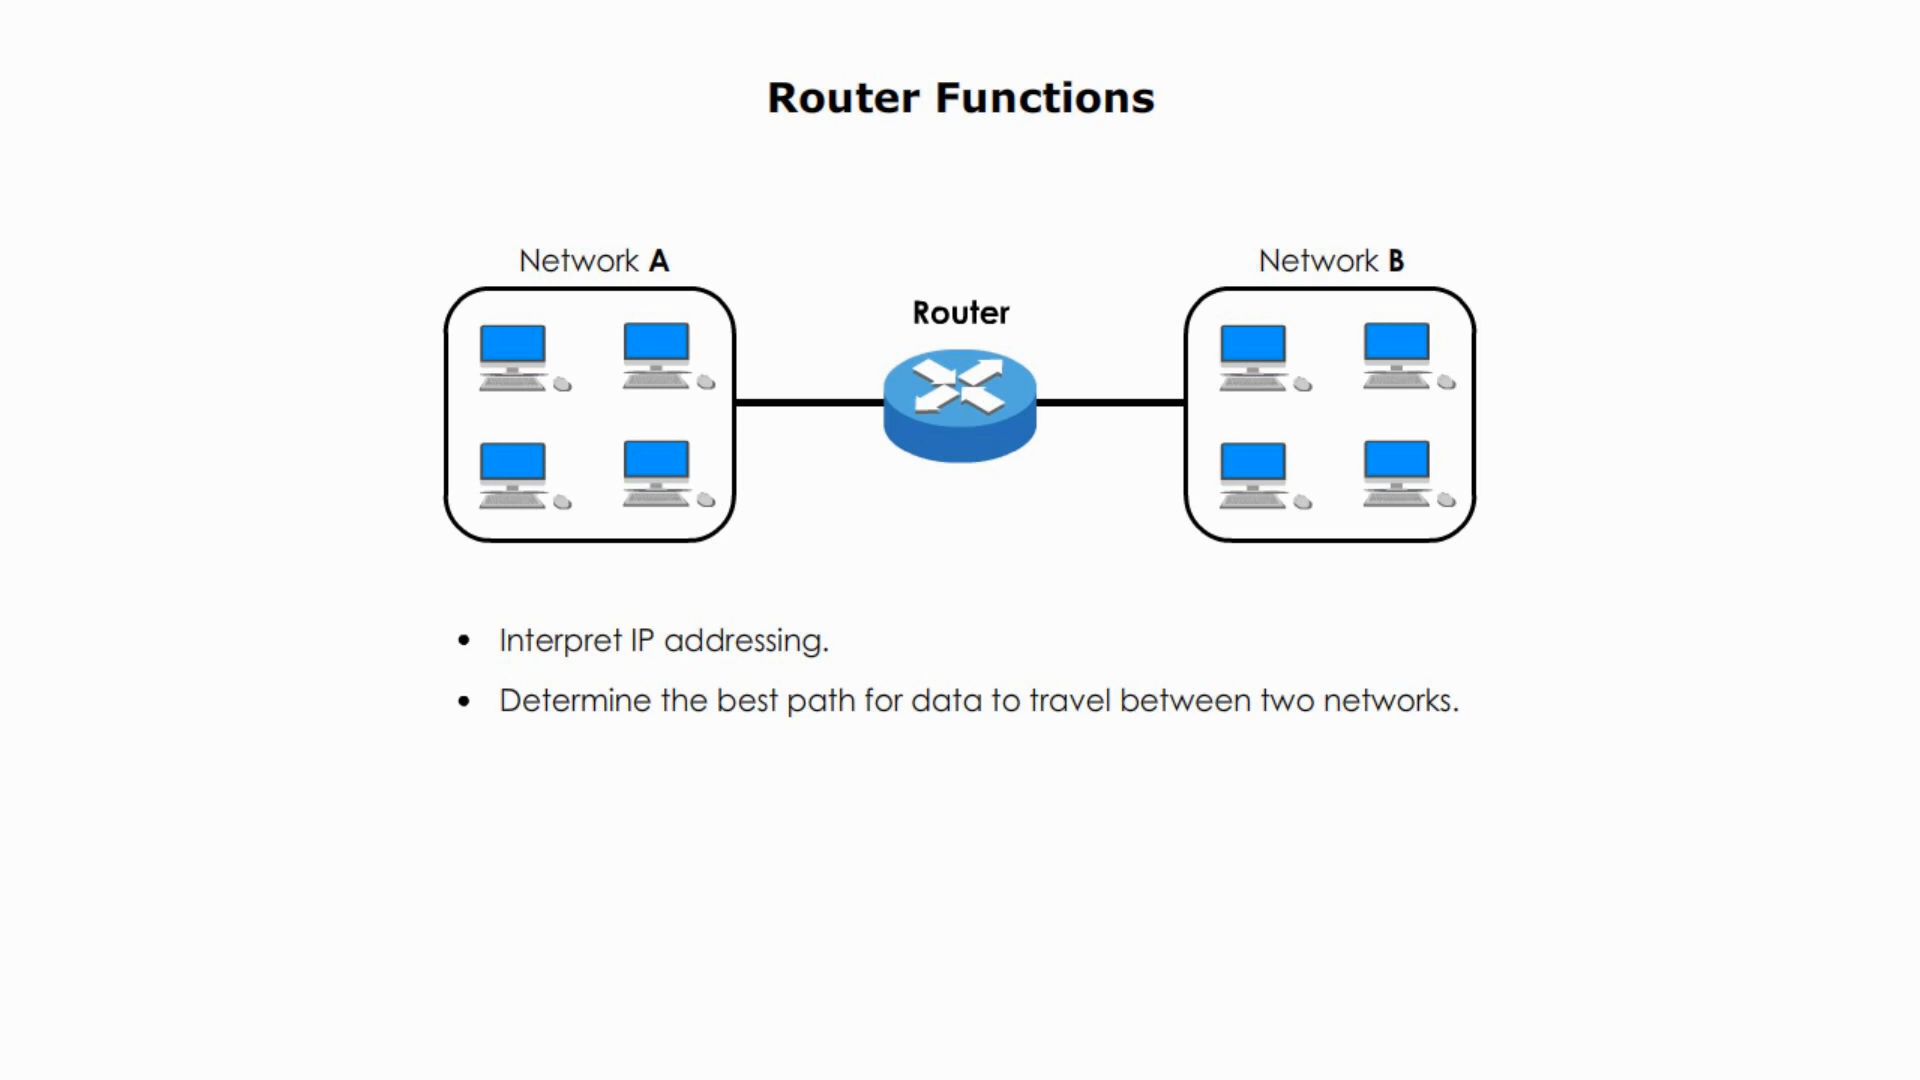 Router Functions
Network A
Network B
Router
• Interpret IP addressing.
• Determine the best path for data to travel between two networks.